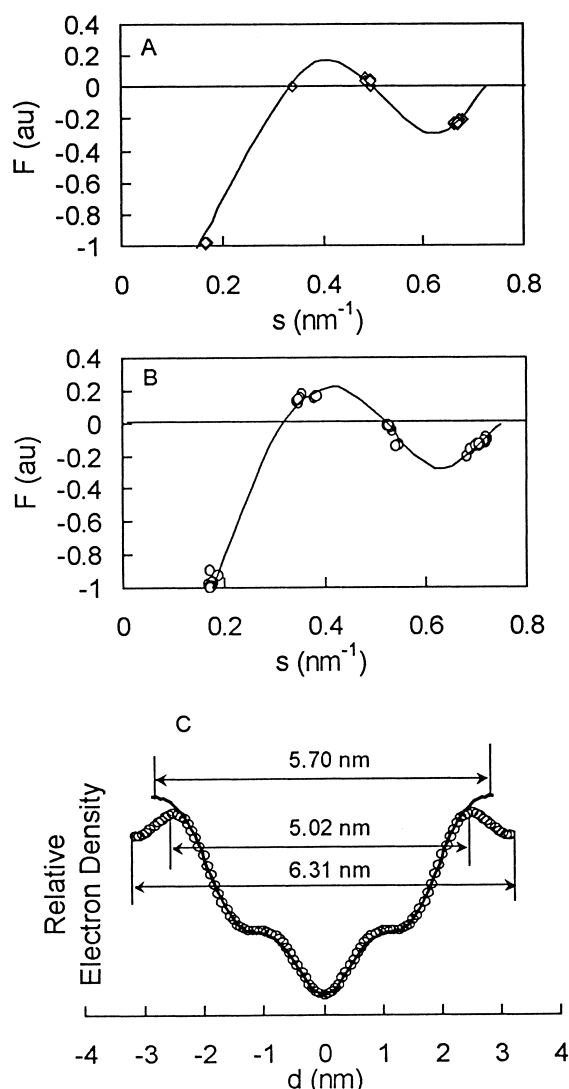 A
0.4
0.2
0
-0.2
-0.4
-0.6
-0.8
-1
F (au)
0 0.2 0.4 0.6 0.8
s (nm-1)
B
0.4
0.2
0
-0.2
-0.4
-0.6
-0.8
-1
F (au)
0 0.2 0.4 0.6 0.8
s (nm-1)
C
5.70 nm
5.02 nm
6.31 nm
Relative
Electron Density
-4 -3 -2 -1 0 1 2 3 4
d (nm)